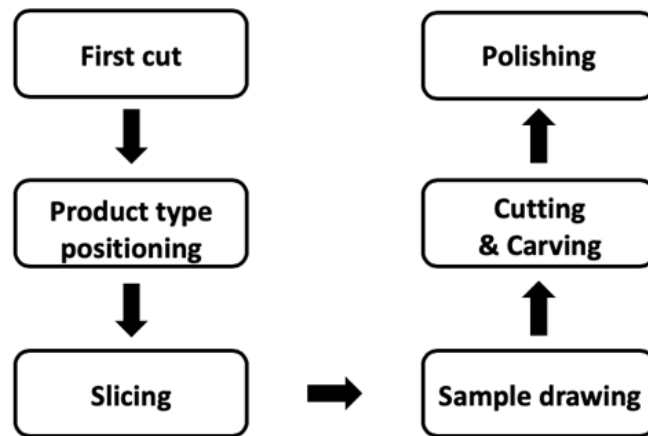 First cut
Product type
positioning
Slicing
Sample drawing
Cutting
& Carving
Polishing